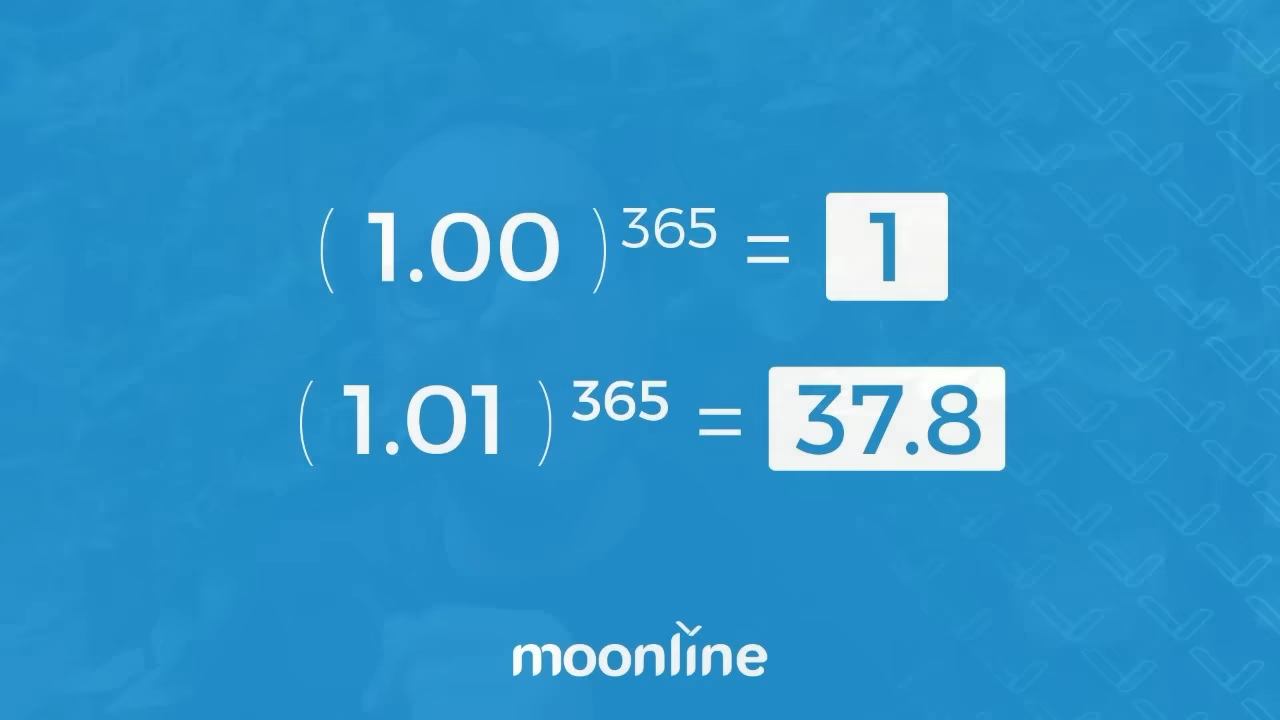 ( 1.00 )³⁶⁵ = 1
( 1.01 )³⁶⁵ = 37.8
moonline